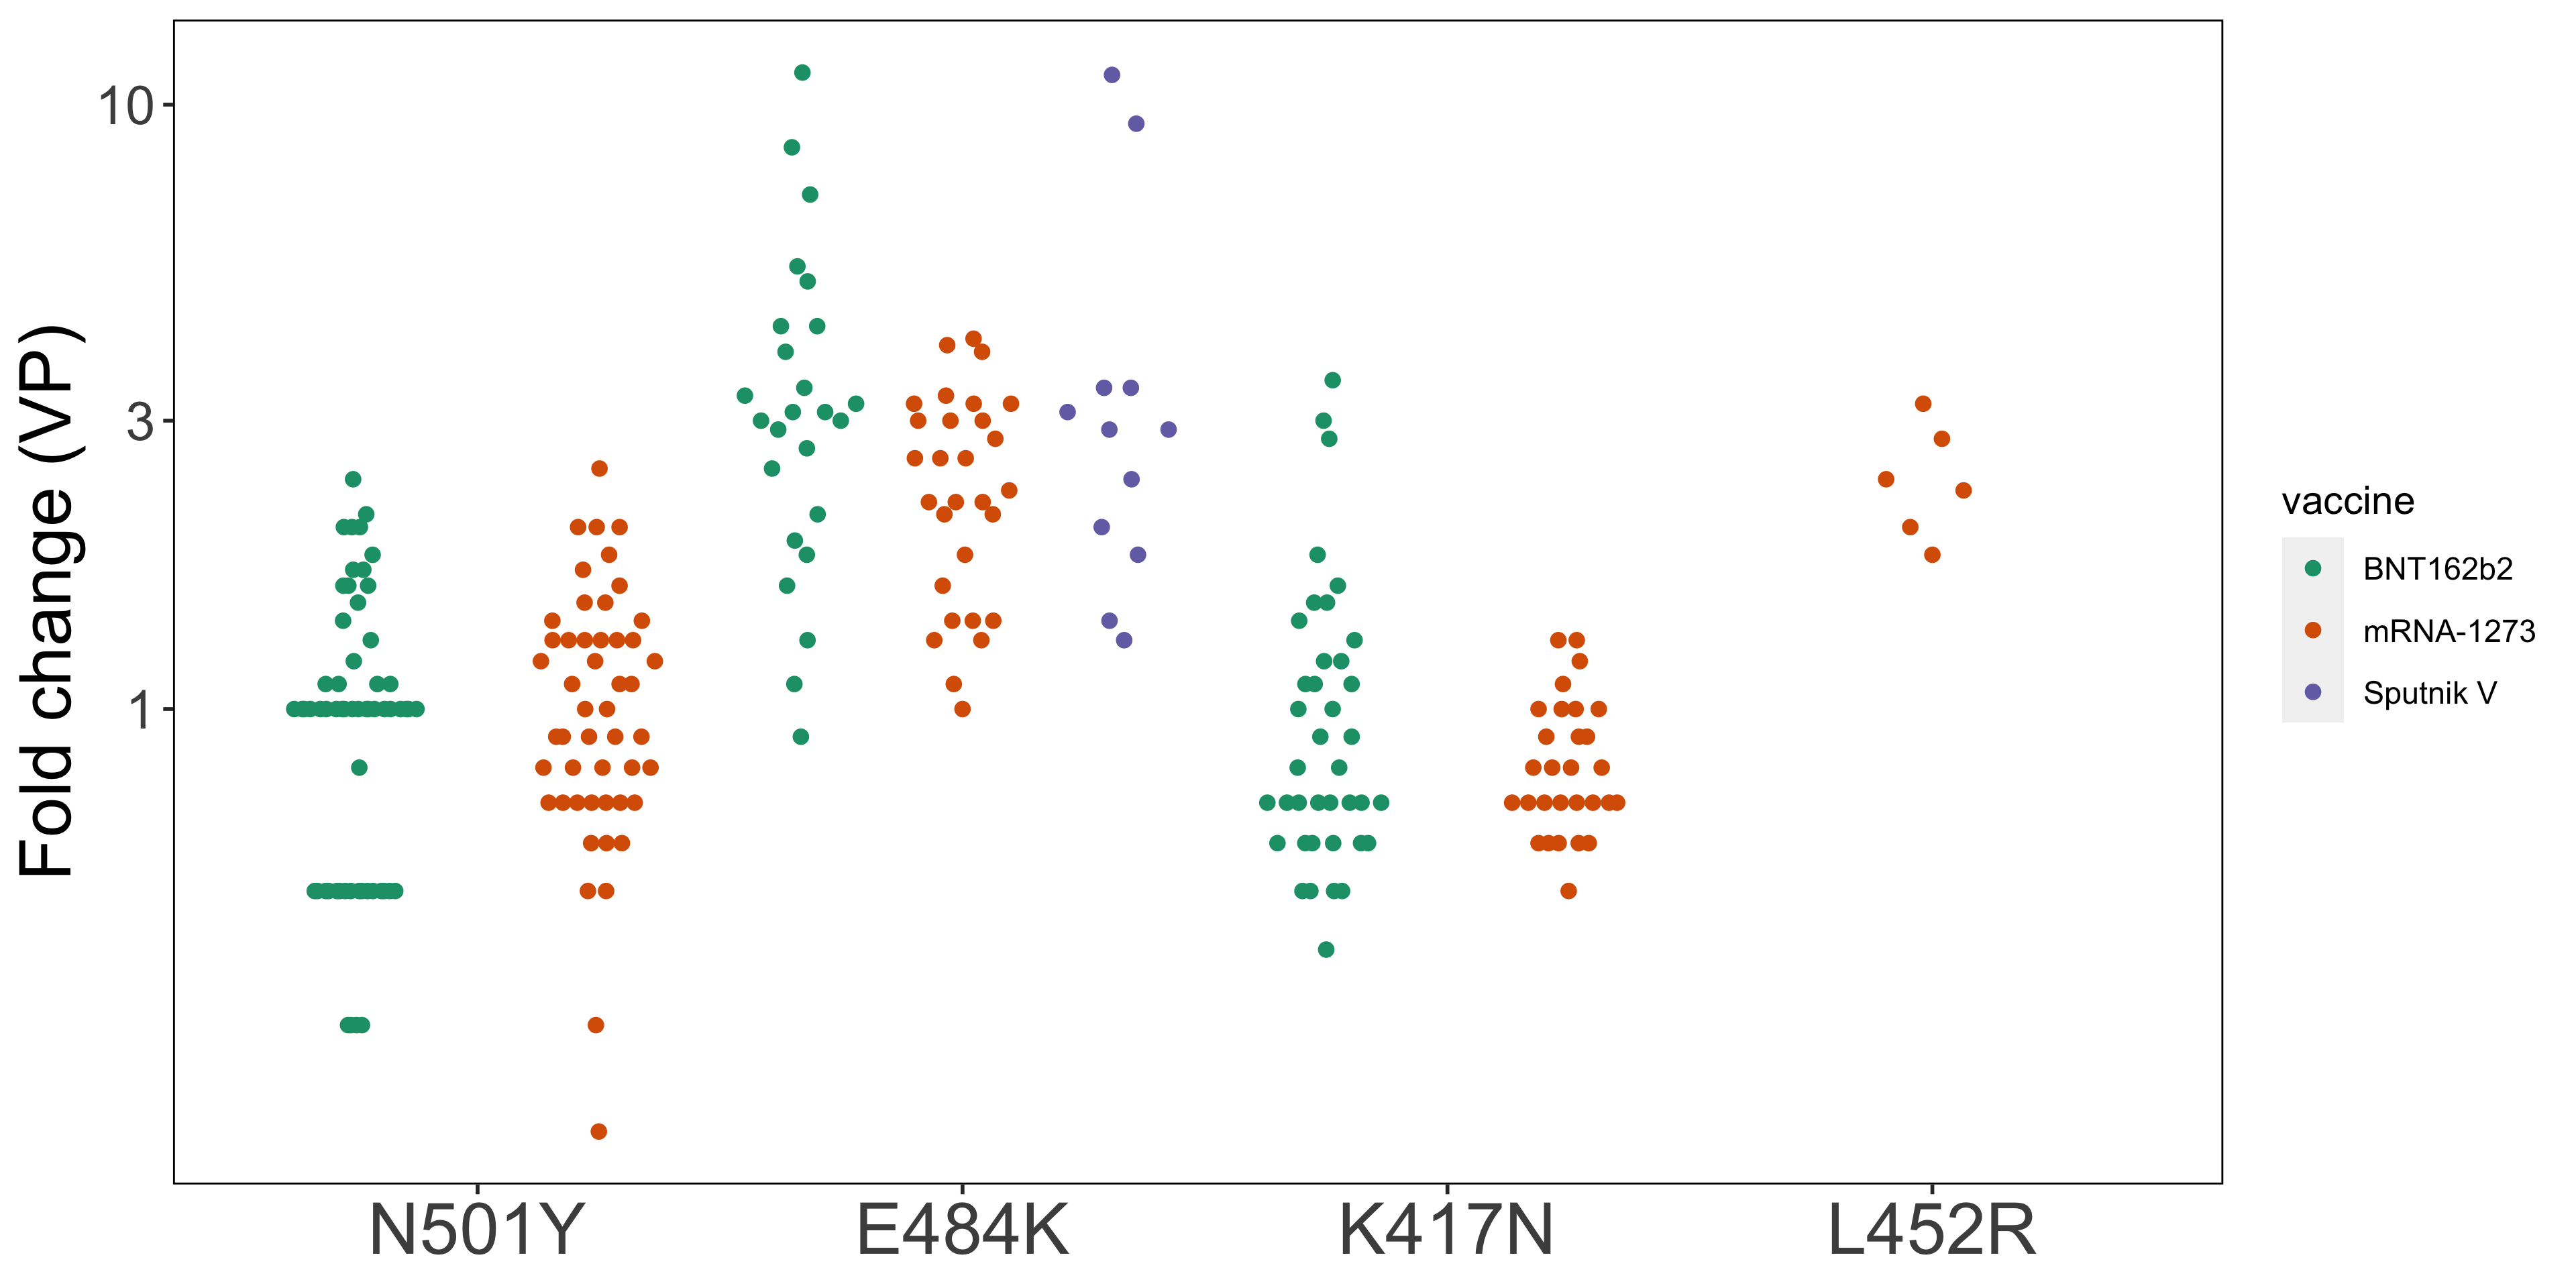 Fold change (VP)
10
3
1
N501Y E484K K417N L452R
vaccine
BNT162b2
mRNA-1273
Sputnik V